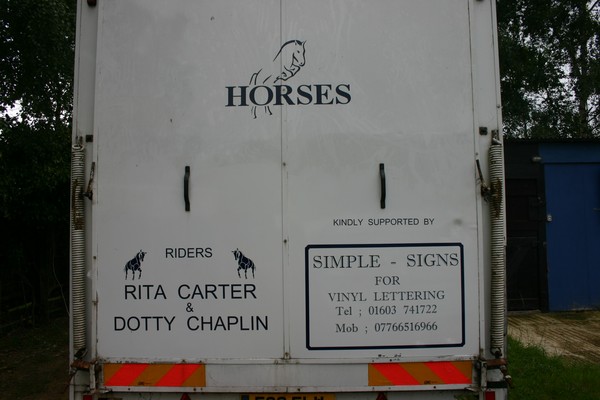 HORSES
KINDLY SUPPORTED BY
RIDERS
RITA CARTER
&
DOTTY CHAPLIN
SIMPLE - SIGNS
FOR
VINYL LETTERING
Tel ; 01603 741722
Mob ; 07766516966